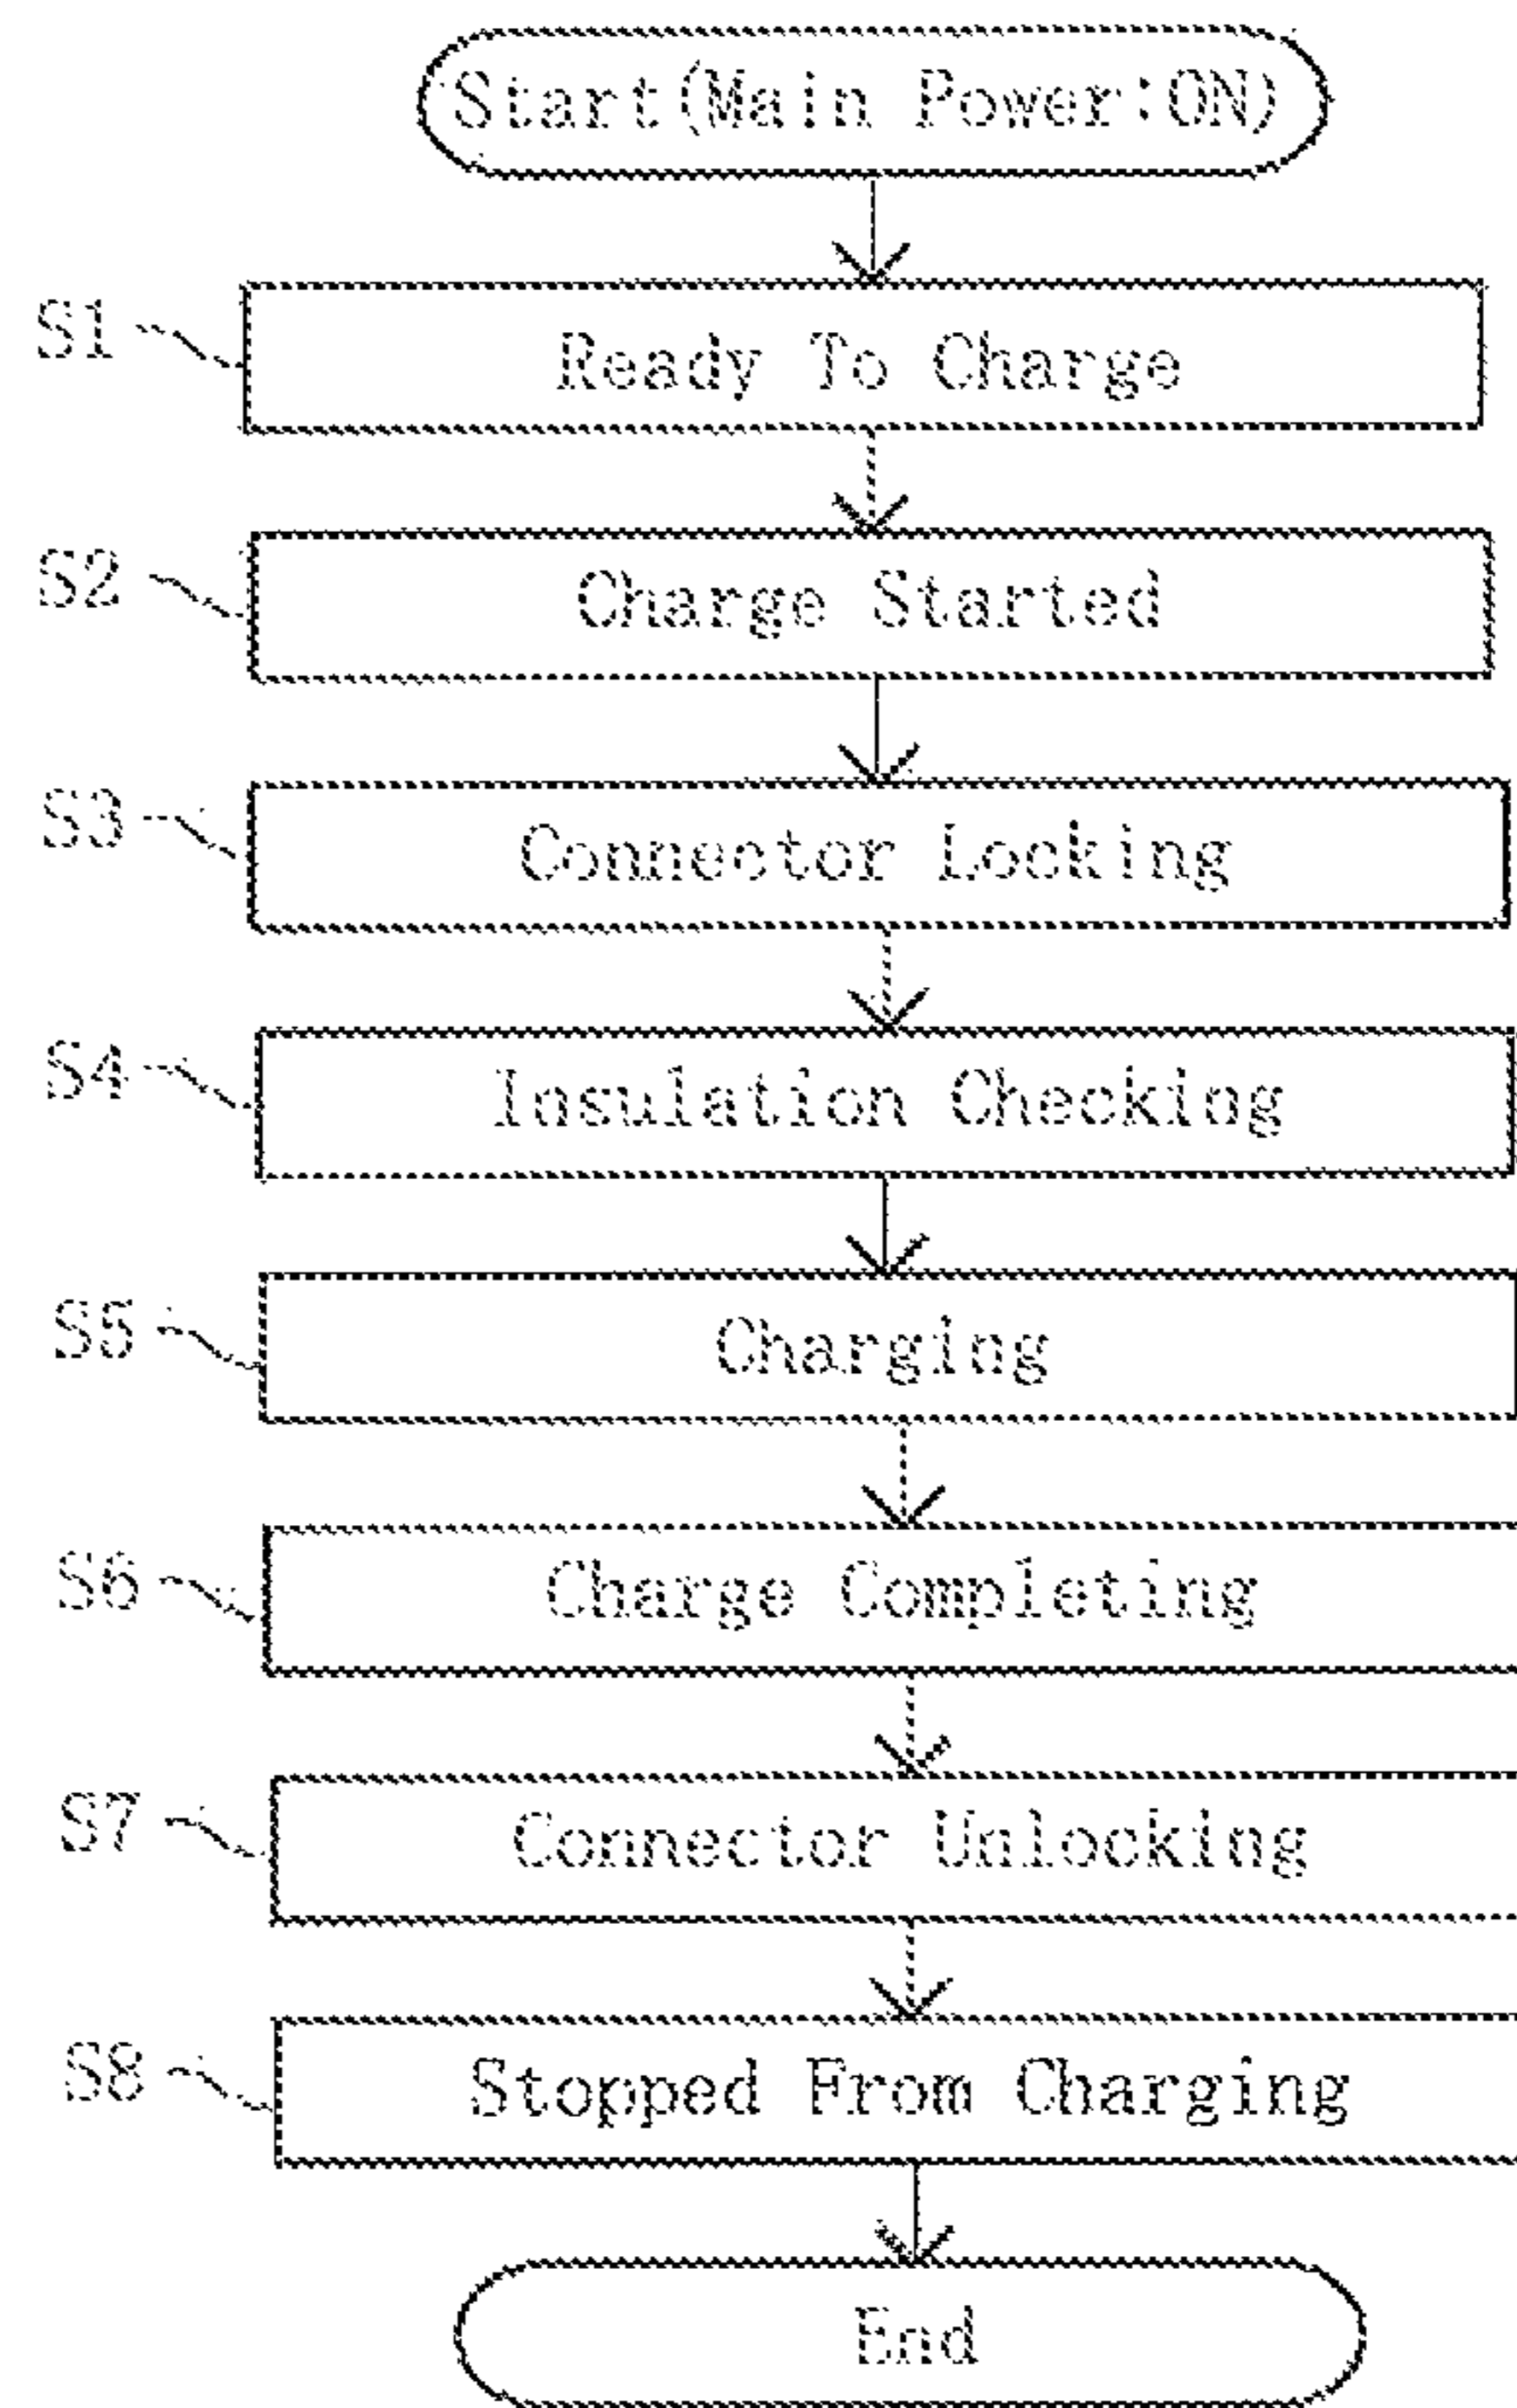 Start(Main Power:ON)
S1
Ready To Charge
S2
Charge Started
S3
Connector Locking
S4
Insulation Checking
S5
Charging
S6
Charge Completing
S7
Connector Unlocking
S8
Stopped From Charging
End